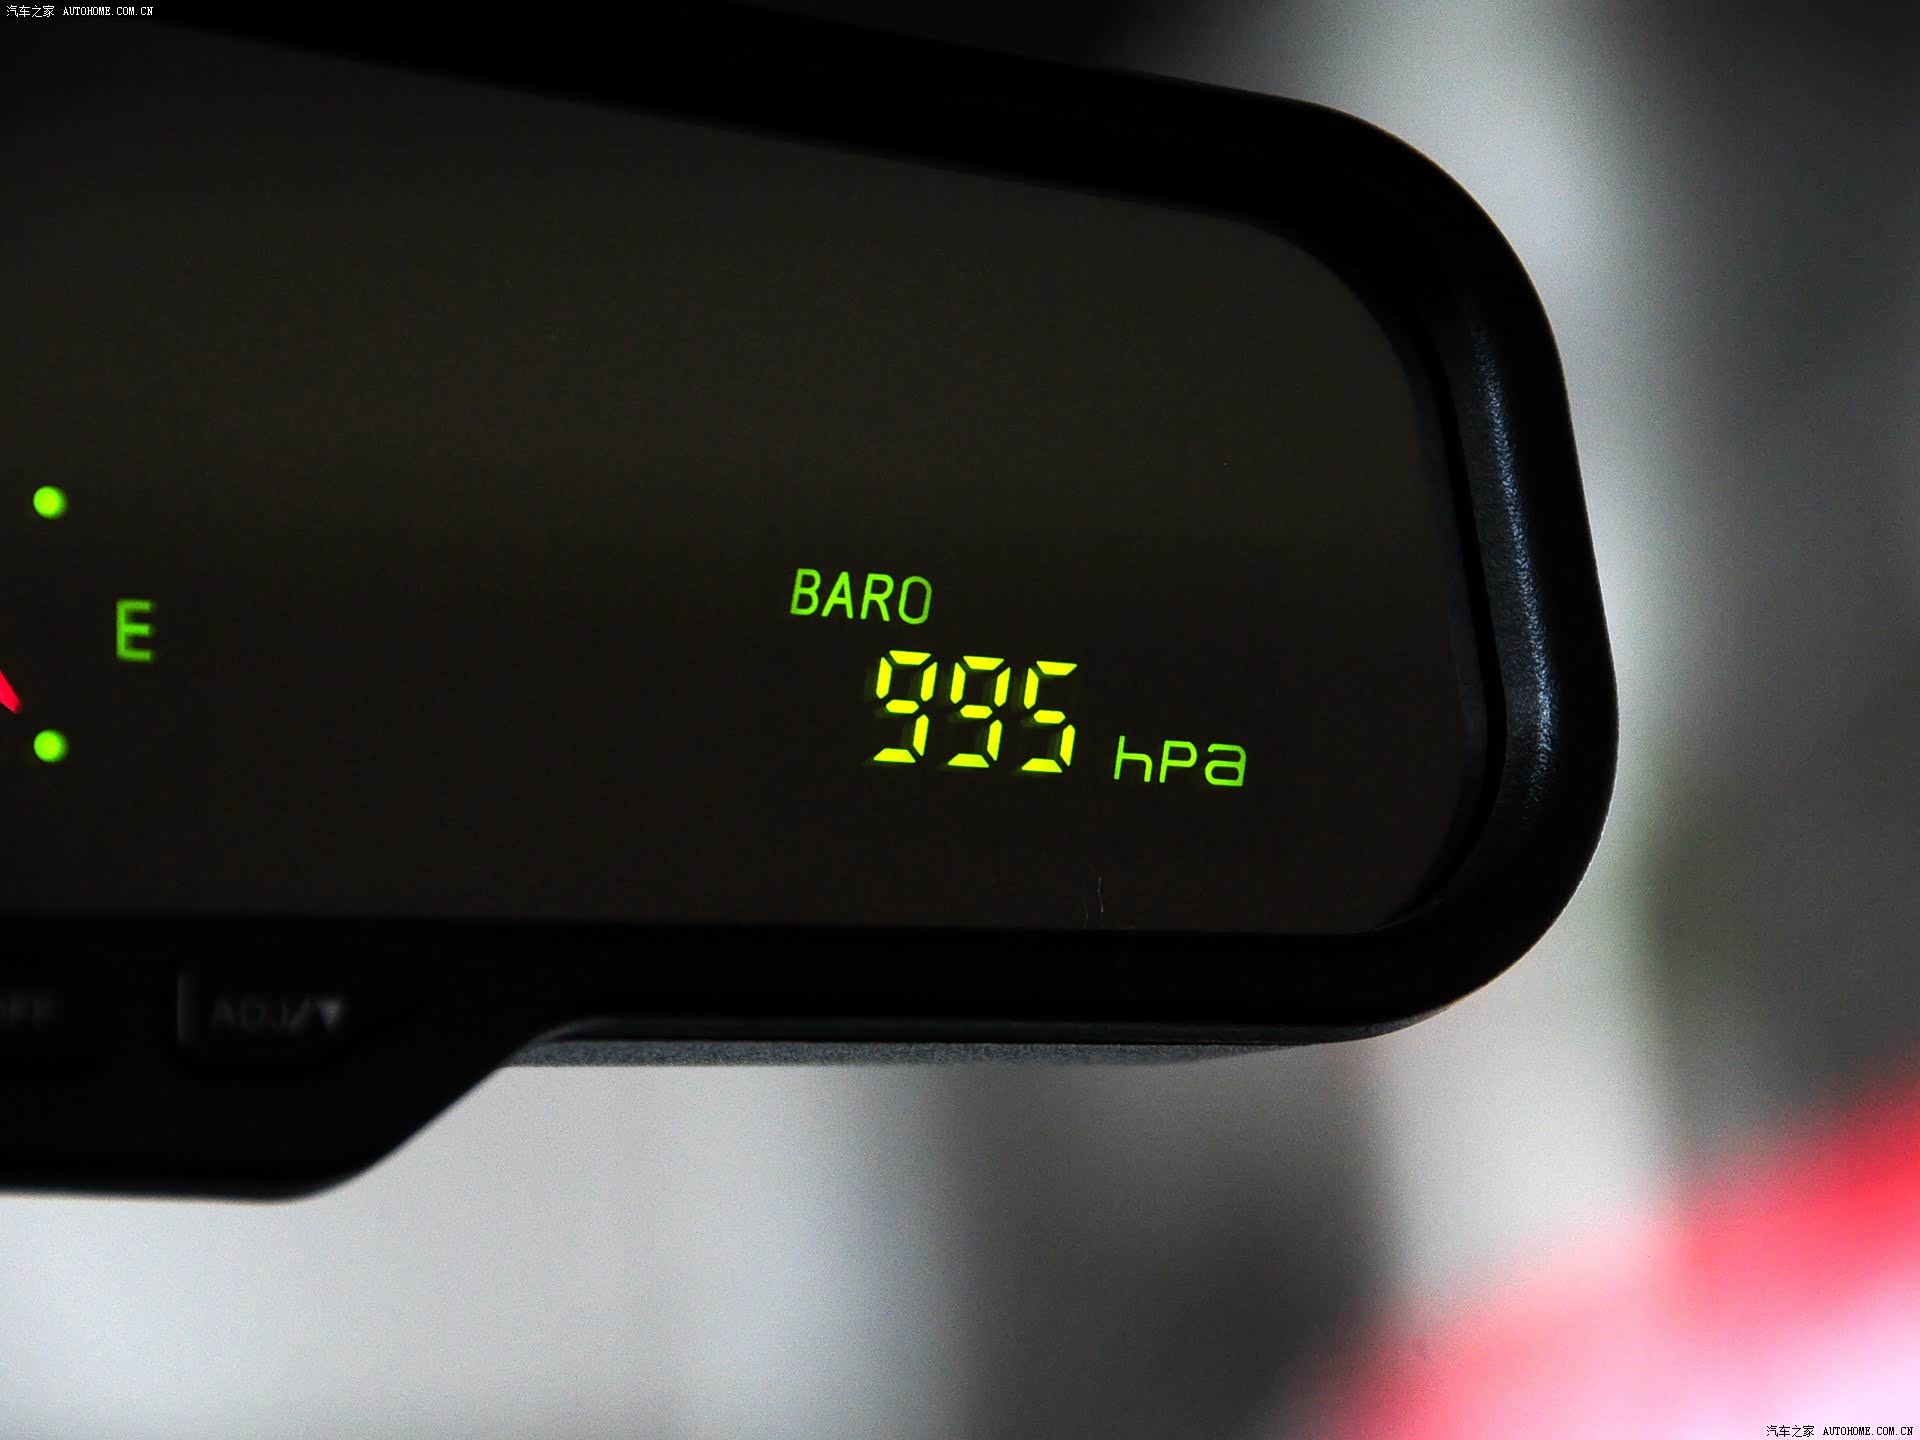 汽车之家 AUTOHOME.COM.CN
E
BARO
995 hPa
ADJ/▼
汽车之家 AUTOHOME.COM.CN